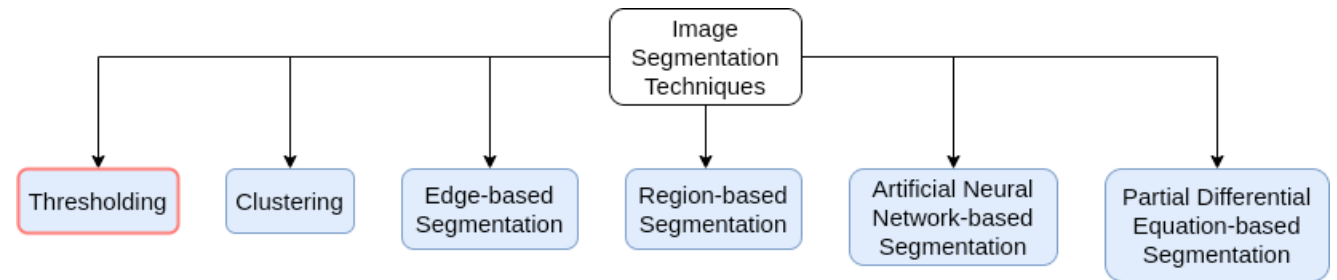 Image
Segmentation
Techniques
Thresholding
Clustering
Edge-based
Segmentation
Region-based
Segmentation
Artificial Neural
Network-based
Segmentation
Partial Differential
Equation-based
Segmentation